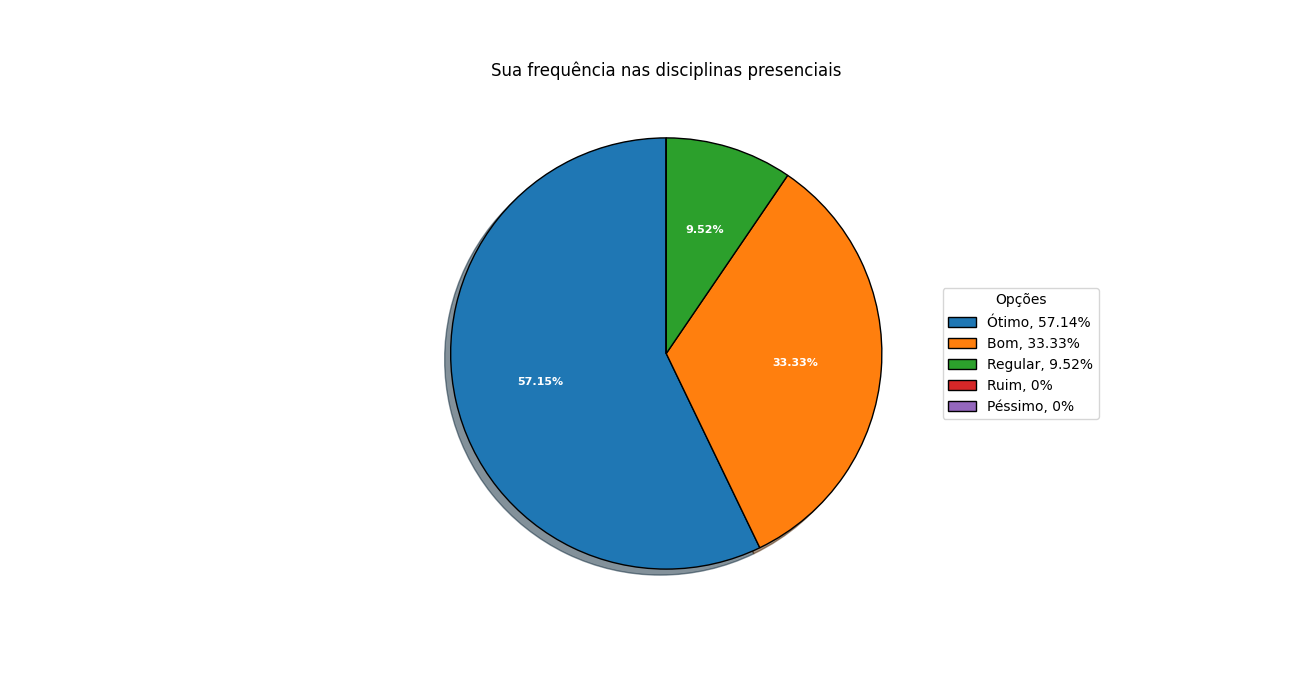 Sua frequência nas disciplinas presenciais
9.52%
33.33%
57.15%
Opções
Ótimo, 57.14%
Bom, 33.33%
Regular, 9.52%
Ruim, 0%
Péssimo, 0%